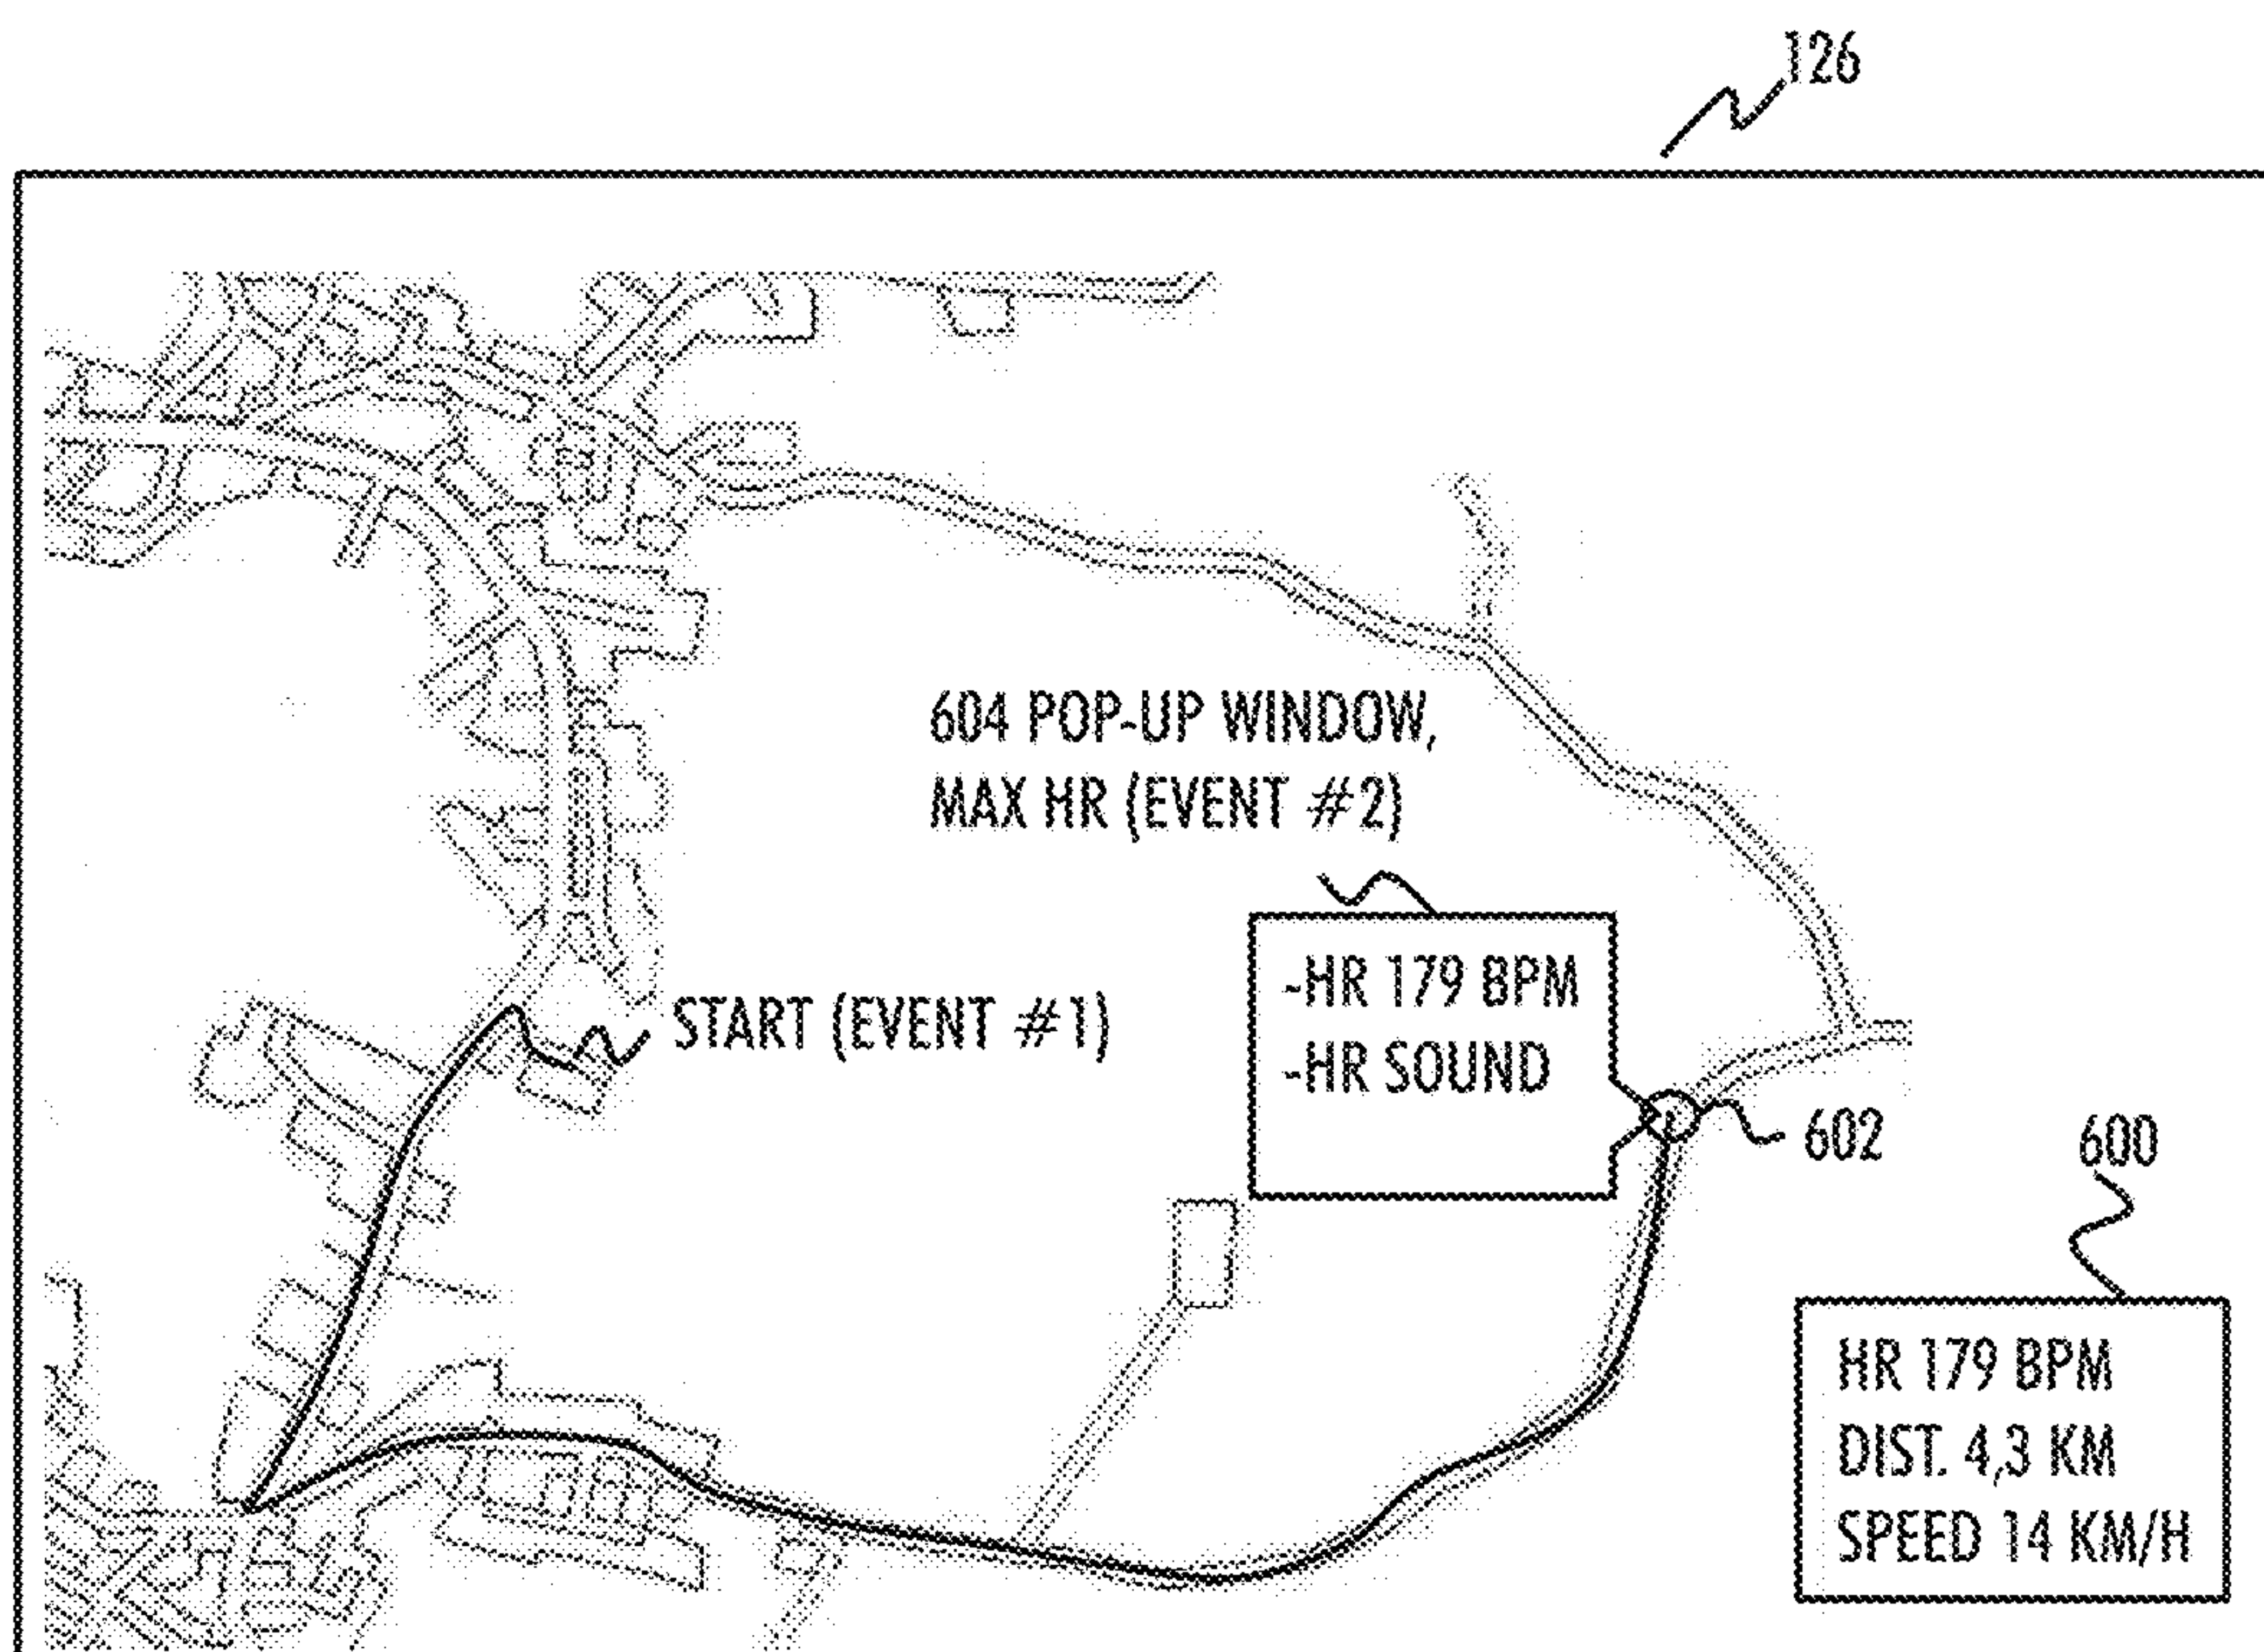 126
604 POP-UP WINDOW,
MAX HR (EVENT #2)
-HR 179 BPM
-HR SOUND
START (EVENT #1)
602
600
HR 179 BPM
DIST. 4,3 KM
SPEED 14 KM/H